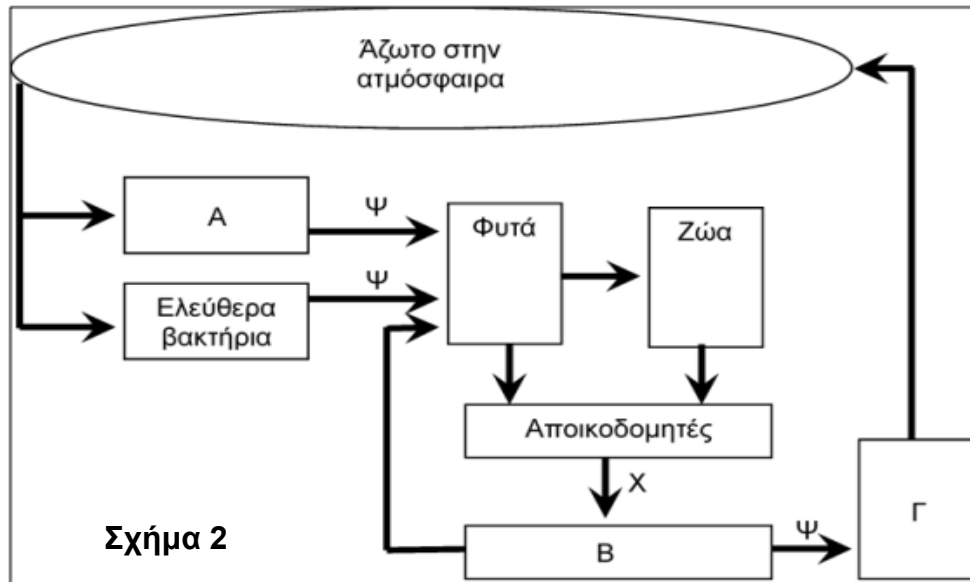 Άζωτο στην
ατμόσφαιρα
Α
Ψ
Φυτά
Ζώα
Ψ
Ελεύθερα
βακτήρια
Αποικοδομητές
Χ
Γ
Σχήμα 2
Β
Ψ